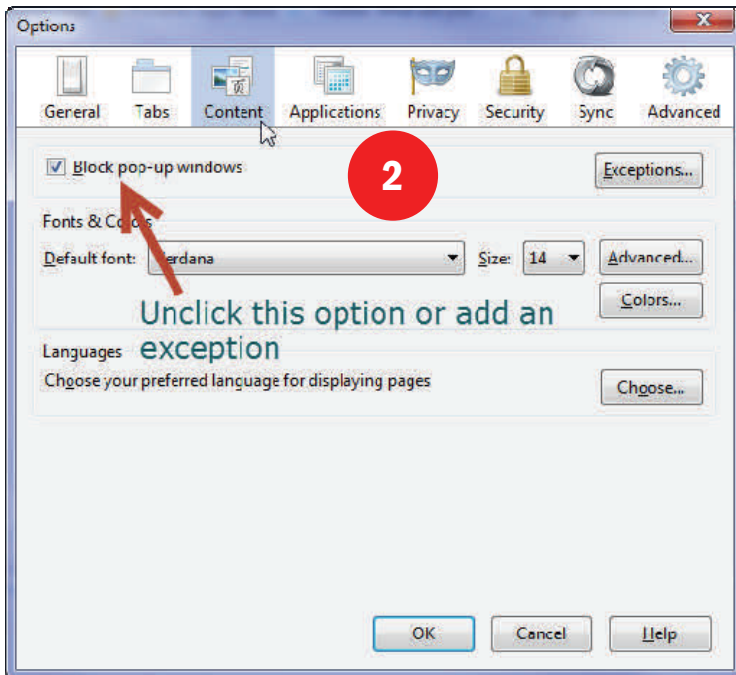 Options
General Tabs Content Applications Privacy Security Sync Advanced
Block pop-up windows
2
Exceptions...
Fonts & Colors
Default font: Verdana Size: 14 Advanced...
Colors...
Unclick this option or add an
exception
Languages
Choose your preferred language for displaying pages Choose...
OK Cancel Help